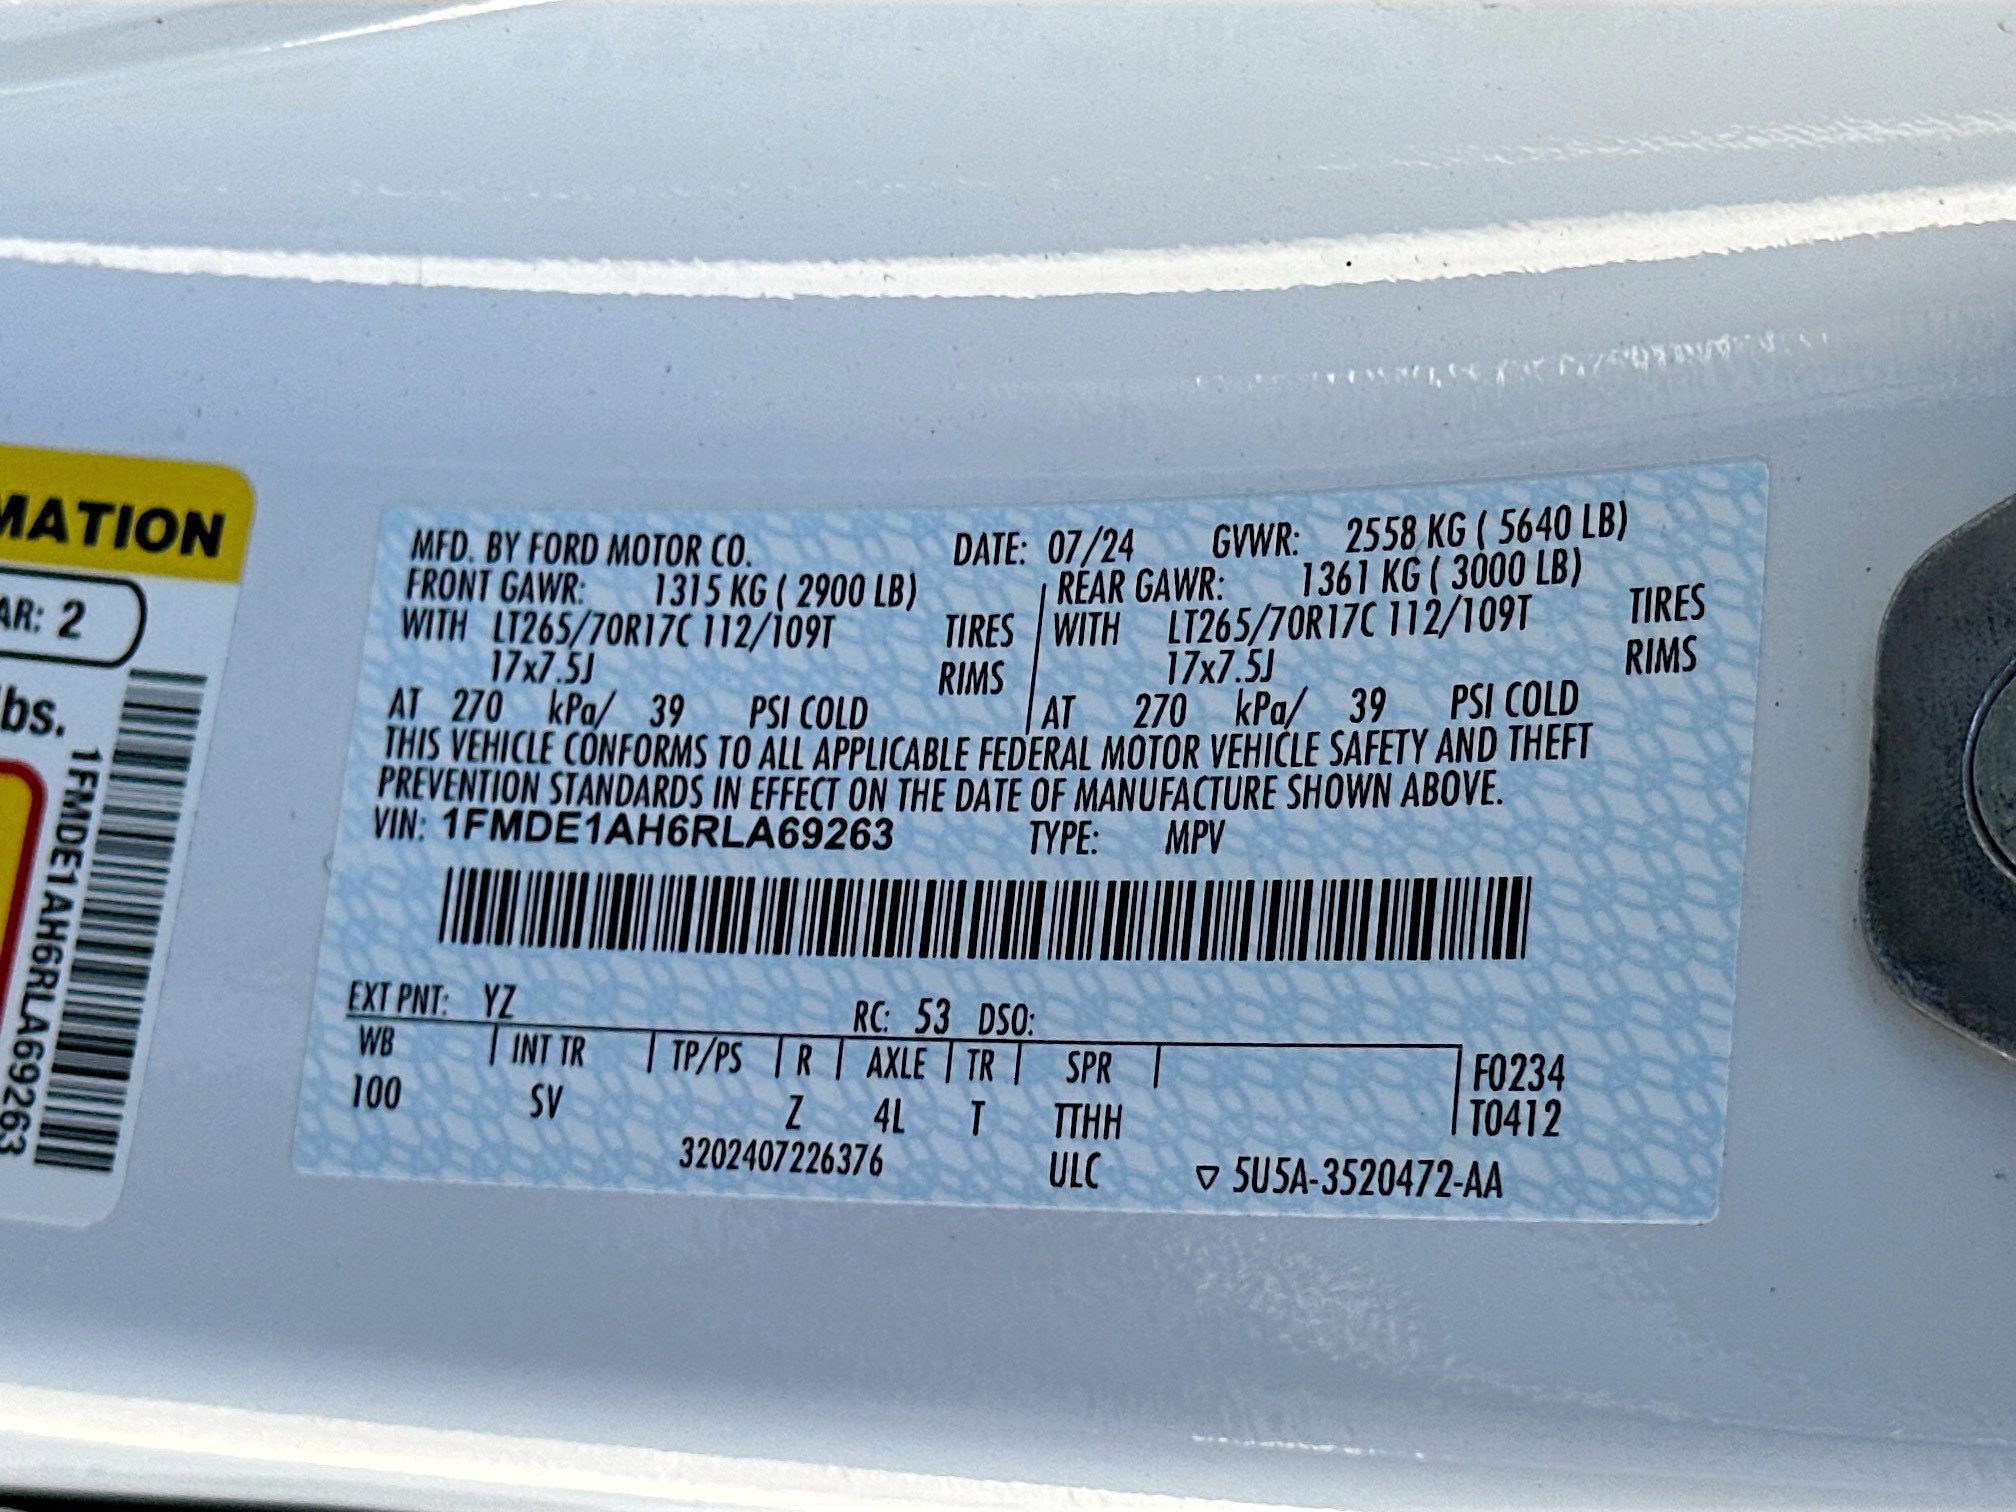 MATION
AR: 2
lbs.
1FMDE1AH6RLA69263
MFD. BY FORD MOTOR CO. DATE: 07/24 GVWR: 2558 KG ( 5640 LB)
FRONT GAWR: 1315 KG ( 2900 LB) REAR GAWR: 1361 KG ( 3000 LB)
WITH LT265/70R17C 112/109T TIRES WITH LT265/70R17C 112/109T TIRES
17x7.5J RIMS 17x7.5J RIMS
AT 270 kPa/ 39 PSI COLD AT 270 kPa/ 39 PSI COLD
THIS VEHICLE CONFORMS TO ALL APPLICABLE FEDERAL MOTOR VEHICLE SAFETY AND THEFT
PREVENTION STANDARDS IN EFFECT ON THE DATE OF MANUFACTURE SHOWN ABOVE.
VIN: 1FMDE1AH6RLA69263 TYPE: MPV
EXT PNT: YZ RC: 53 DSO:
WB INT TR TP/PS R AXLE TR SPR F0234
100 SV Z 4L T TTHH T0412
3202407226376 ULC ▽ 5U5A-3520472-AA